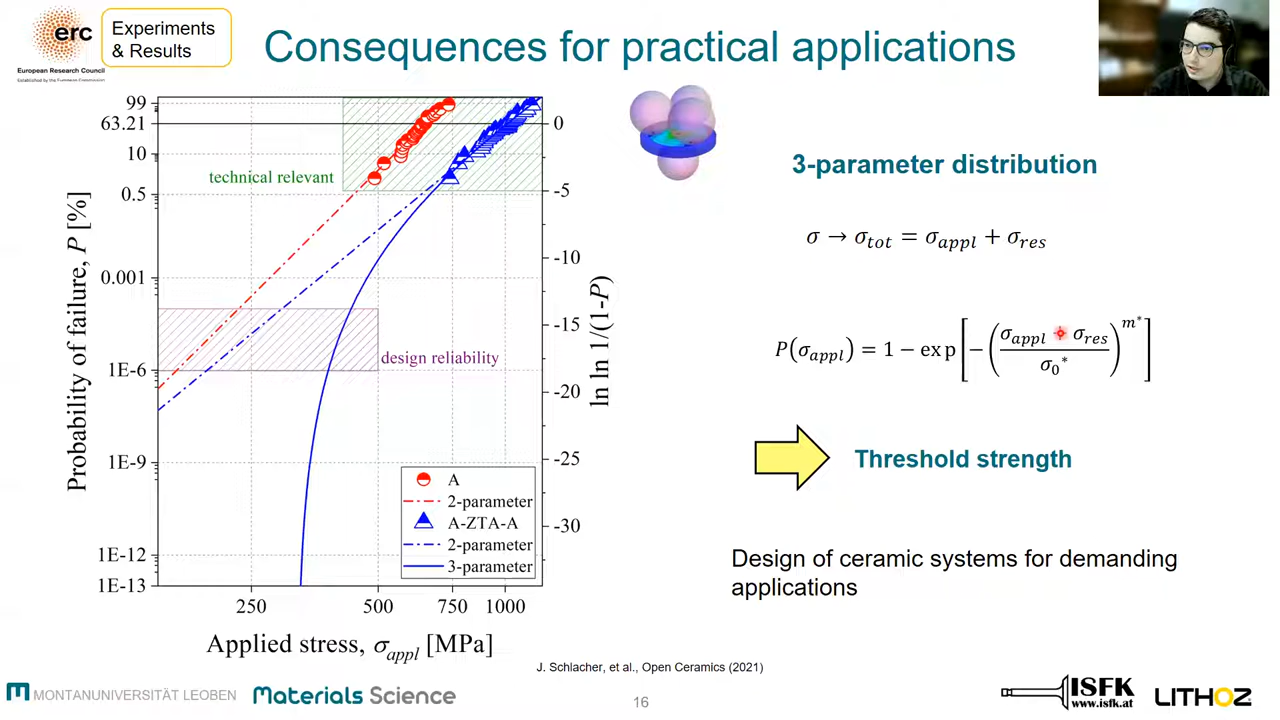 erc
European Research Council
Established by the European Commission
Experiments
& Results
Consequences for practical applications
99
63.21
10
0.5
0.001
1E-6
1E-9
1E-12
1E-13
Probability of failure, P [%]
technical relevant
design reliability
A
2-parameter
A-ZTA-A
2-parameter
3-parameter
0
-5
-10
-15
-20
-25
-30
ln ln 1/(1-P)
250
500
750
1000
Applied stress, σappl [MPa]
3-parameter distribution
σ → σtot = σappl + σres
P(σappl) = 1 − exp[−((σappl σres)/σ0*)^m*]
Threshold strength
Design of ceramic systems for demanding
applications
J. Schlacher, et al., Open Ceramics (2021)
MONTANUNIVERSITÄT LEOBEN
Materials Science
16
ISFK
www.isfk.at
LITHOZ